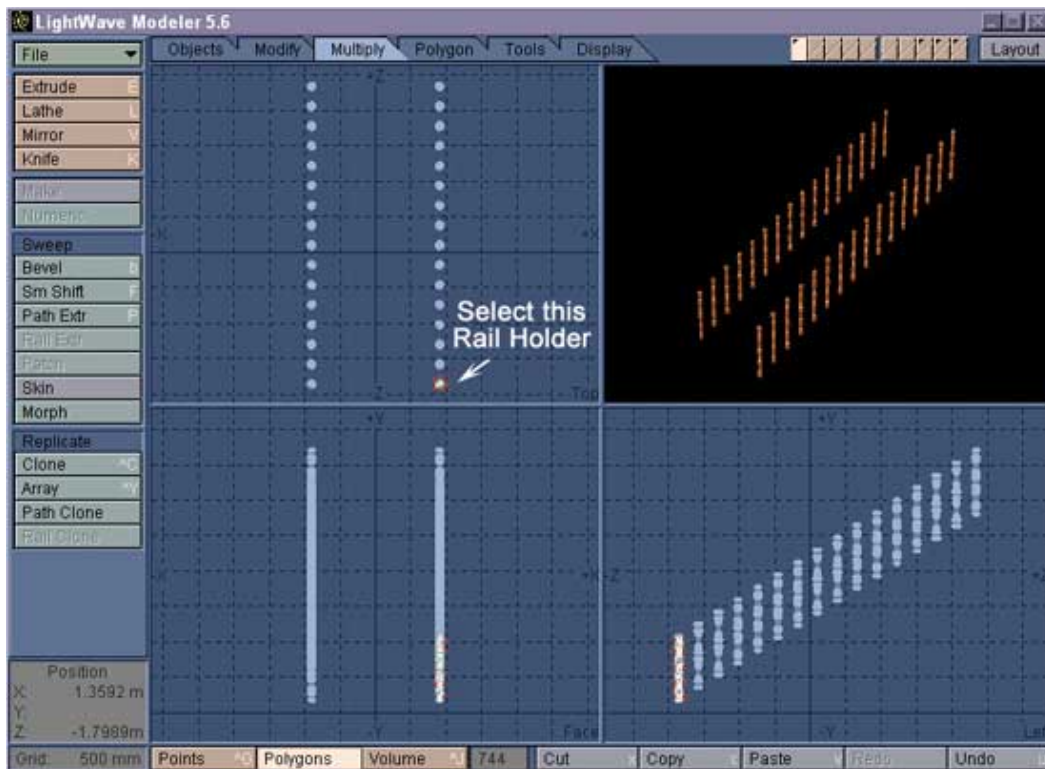 LightWave Modeler 5.6
File
Objects Modify Multiply Polygon Tools Display
Layout
Extrude E
Lathe L
Mirror V
Knife K
Make
Numeric
Sweep
Bevel b
Sm Shift F
Path Extr P
Rail Extr
Patch
Skin
Morph
Replicate
Clone ^C
Array ^Y
Path Clone
Rail Clone
+Z
-X
+X
Z-
Top
Select this
Rail Holder
+Y
-X
+X
-Y
Face
+Y
-Z
-Y
Position
X: 1.3592 m
Y:
Z: -1.7989m
Grid: 500 mm
Points Polygons Volume 744 Cut Copy Paste Redo Undo